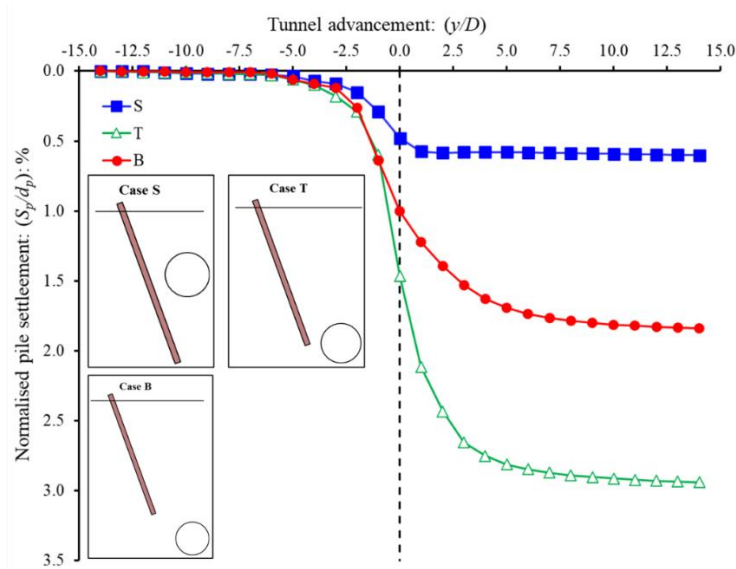 Tunnel advancement: (y/D)
-15.0 -12.5 -10.0 -7.5 -5.0 -2.5 0.0 2.5 5.0 7.5 10.0 12.5 15.0
Normalised pile settleement: (Sp/dp): %
0.0
0.5
1.0
1.5
2.0
2.5
3.0
3.5
S
T
B
Case S
Case T
Case B